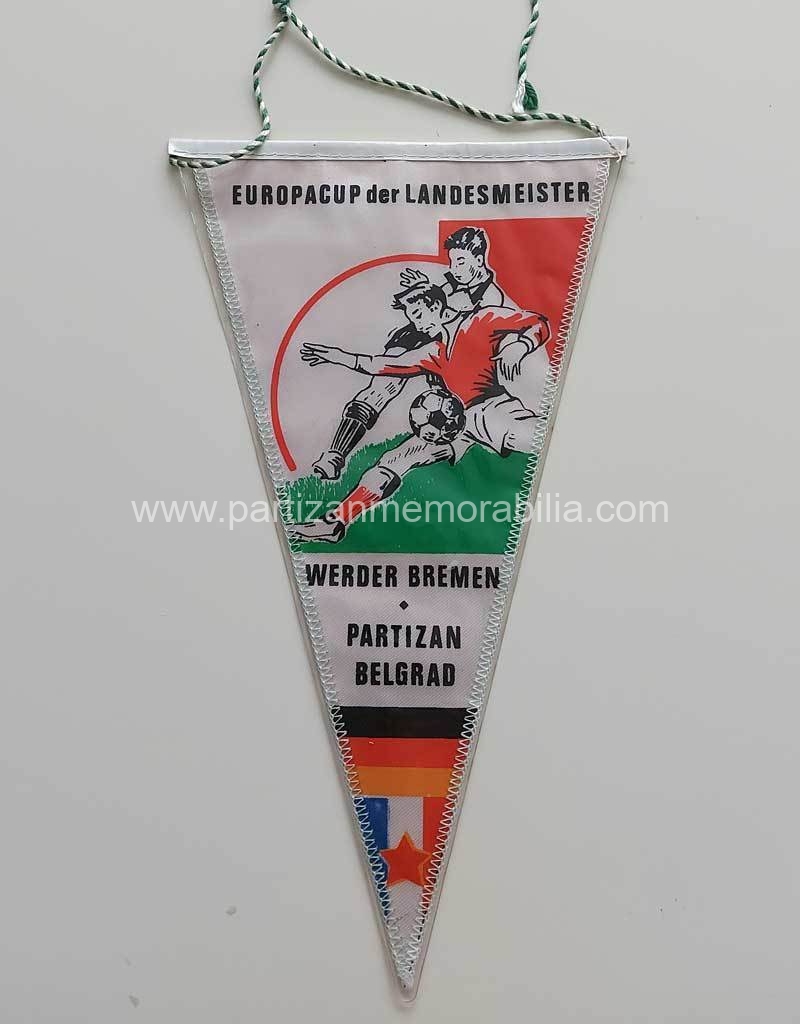 EUROPACUP der LANDESMEISTER
www.partizanmemorabilia.com
WERDER BREMEN
◆
PARTIZAN
BELGRAD